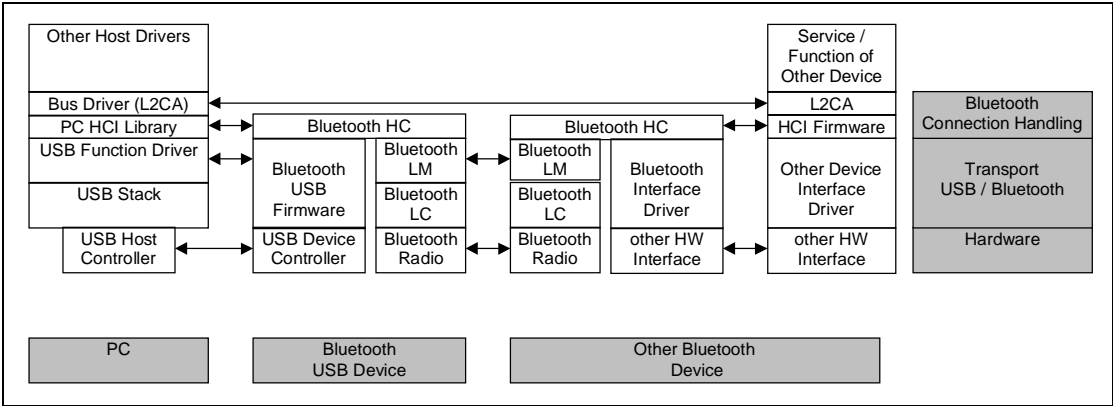 Other Host Drivers
Bus Driver (L2CA)
PC HCI Library
USB Function Driver
USB Stack
USB Host
Controller
Bluetooth HC
Bluetooth
USB
Firmware
USB Device
Controller
Bluetooth
LM
Bluetooth
LC
Bluetooth
Radio
Bluetooth HC
Bluetooth
LM
Bluetooth
LC
Bluetooth
Radio
Bluetooth
Interface
Driver
other HW
Interface
Service /
Function of
Other Device
L2CA
HCI Firmware
Other Device
Interface
Driver
other HW
Interface
Bluetooth
Connection Handling
Transport
USB / Bluetooth
Hardware
PC
Bluetooth
USB Device
Other Bluetooth
Device